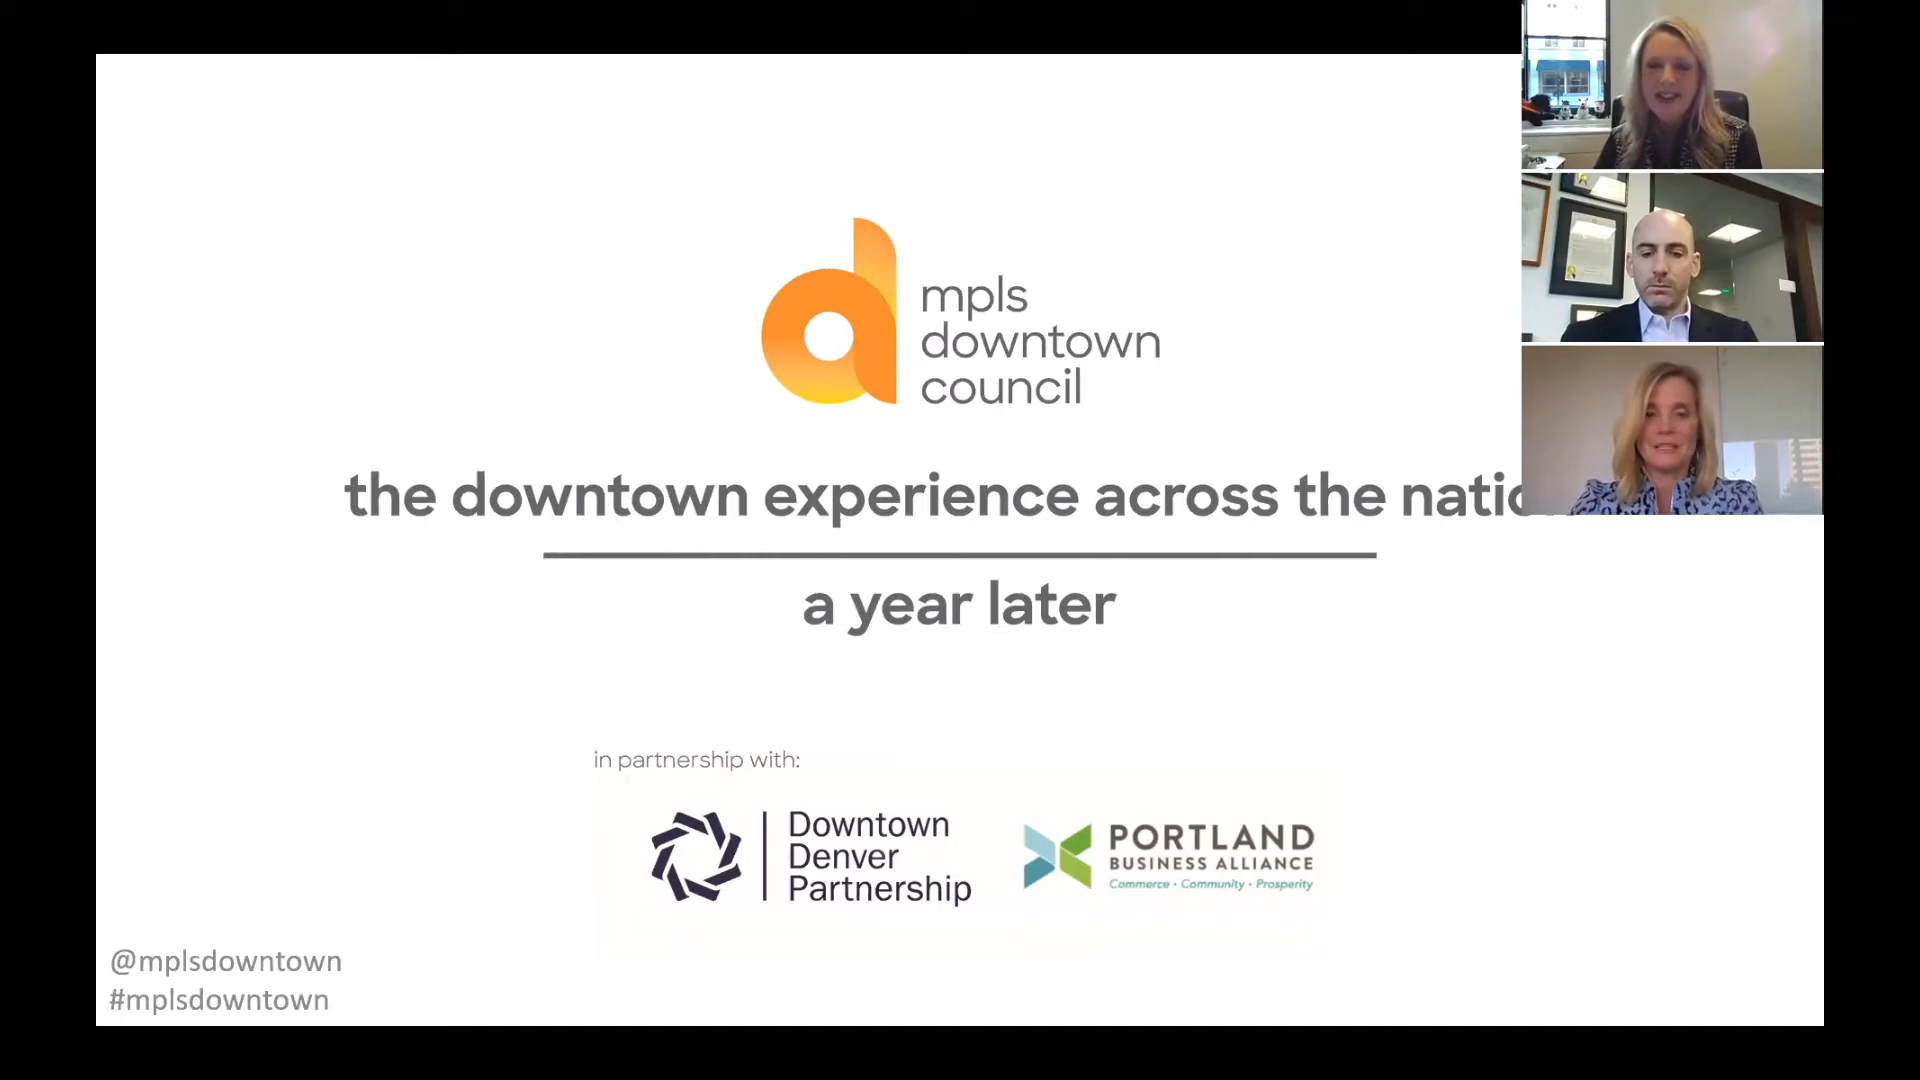 mpls
downtown
council
the downtown experience across the natio
a year later
in partnership with:
Downtown
Denver
Partnership
PORTLAND
BUSINESS ALLIANCE
Commerce · Community · Prosperity
@mplsdowntown
#mplsdowntown